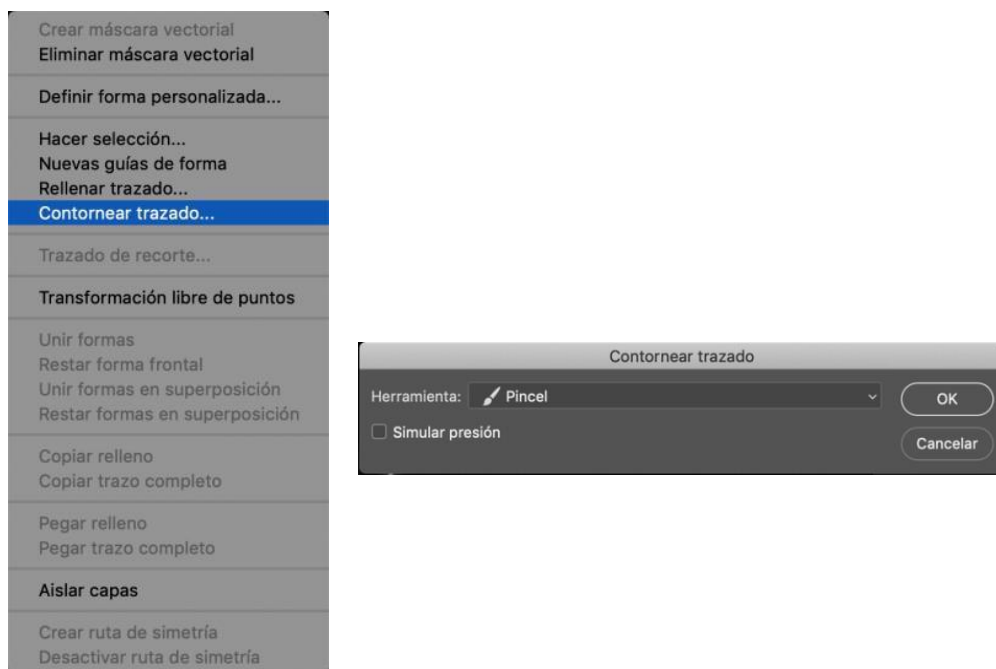 Crear máscara vectorial
Eliminar máscara vectorial
Definir forma personalizada...
Hacer selección...
Nuevas guías de forma
Rellenar trazado...
Contornear trazado...
Trazado de recorte...
Transformación libre de puntos
Unir formas
Restar forma frontal
Unir formas en superposición
Restar formas en superposición
Copiar relleno
Copiar trazo completo
Pegar relleno
Pegar trazo completo
Aislar capas
Crear ruta de simetría
Desactivar ruta de simetría
Contornear trazado
Herramienta: Pincel
OK
Simular presión
Cancelar